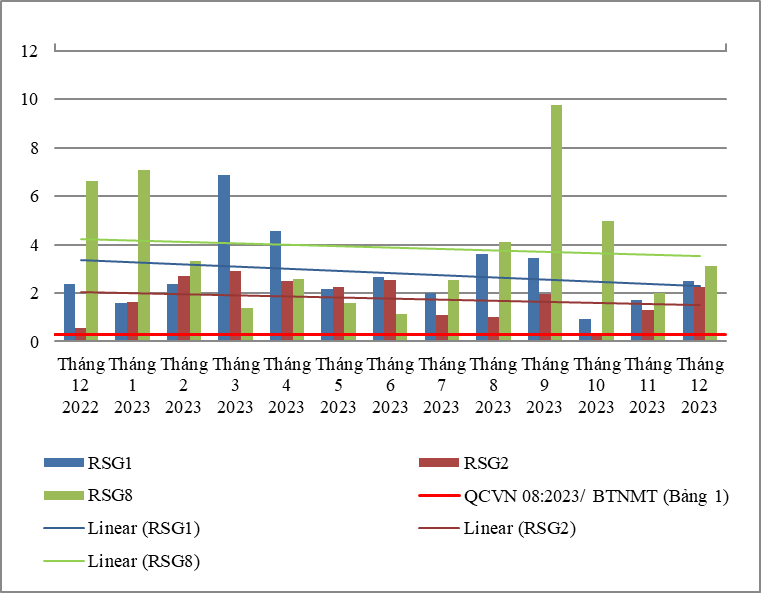 12
10
8
6
4
2
0
Tháng Tháng Tháng Tháng Tháng Tháng Tháng Tháng Tháng Tháng Tháng Tháng Tháng
12 1 2 3 4 5 6 7 8 9 10 11 12
2022 2023 2023 2023 2023 2023 2023 2023 2023 2023 2023 2023 2023
RSG1 RSG2
RSG8 QCVN 08:2023/ BTNMT (Bảng 1)
Linear (RSG1) Linear (RSG2)
Linear (RSG8)